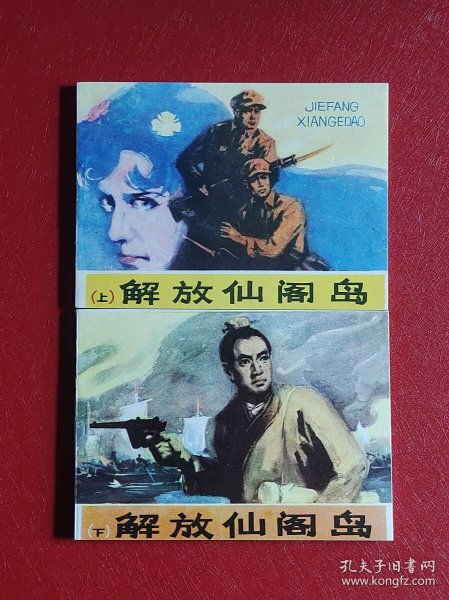 JIEFANG
XIANGEDAO
(上) 解放仙阁岛
(下) 解放仙阁岛
孔夫子旧书网
www.kongfz.com